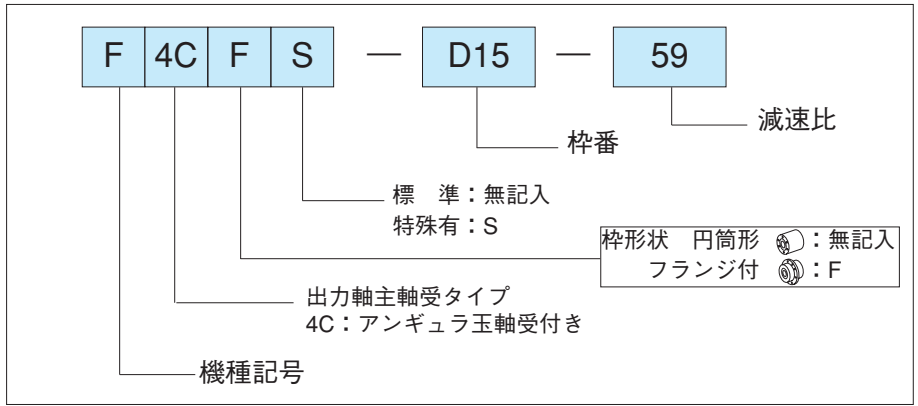 F 4C F S — D15 — 59
減速比
枠番
標　準：無記入
特殊有：S
枠形状　円筒形 ：無記入
フランジ付 ：F
出力軸主軸受タイプ
4C：アンギュラ玉軸受付き
機種記号